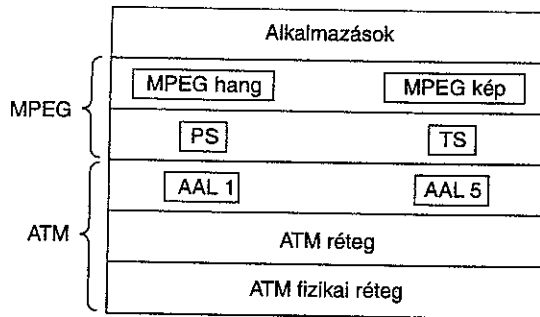 Alkalmazások
MPEG
MPEG hang
MPEG kép
PS
TS
ATM
AAL 1
AAL 5
ATM réteg
ATM fizikai réteg